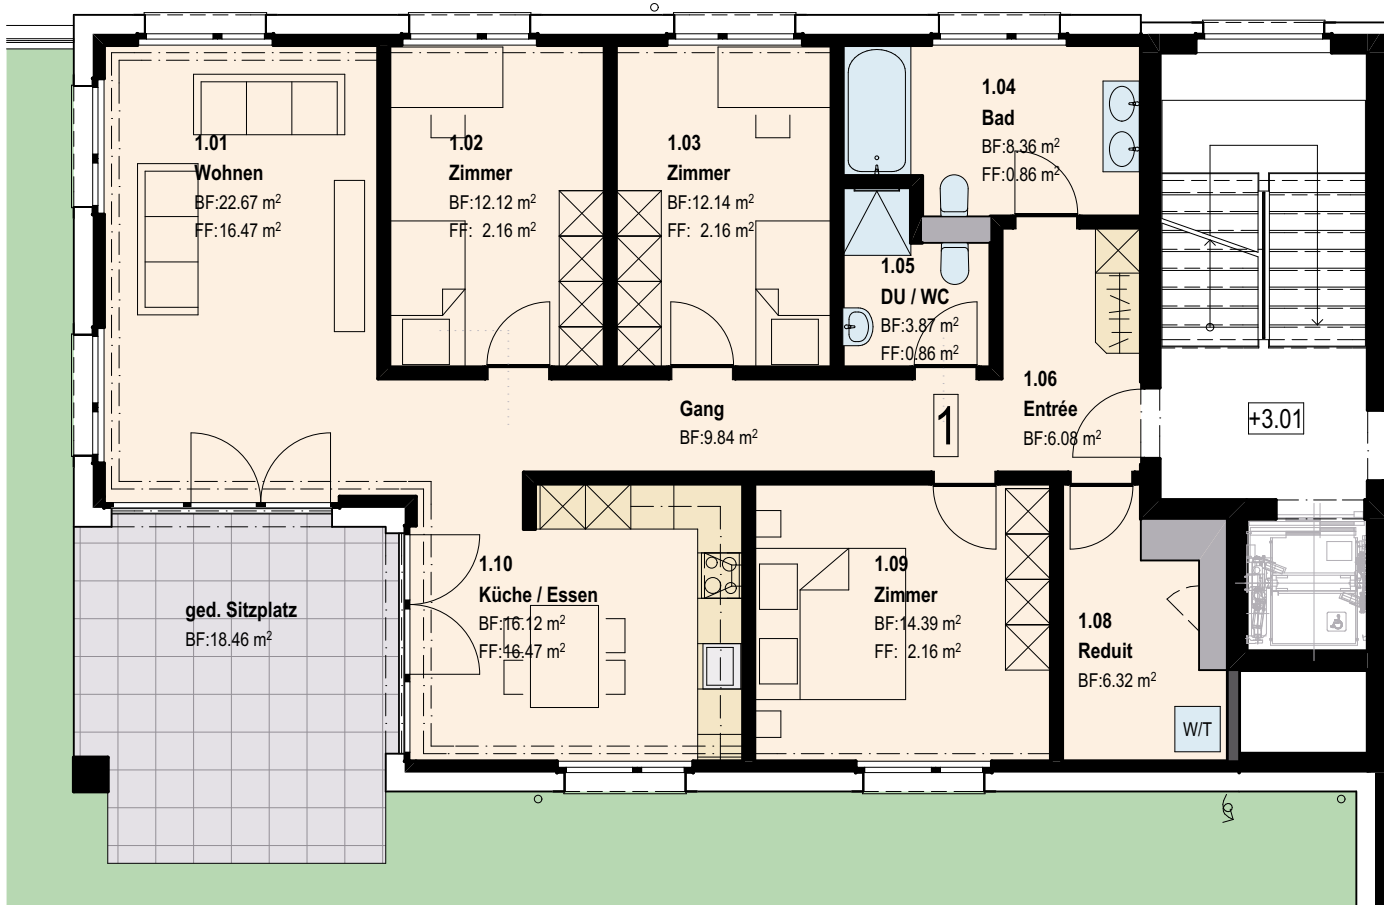 1.01
Wohnen
BF:22.67 m²
FF:16.47 m²
1.02
Zimmer
BF:12.12 m²
FF: 2.16 m²
1.03
Zimmer
BF:12.14 m²
FF: 2.16 m²
1.04
Bad
BF:8.36 m²
FF:0.86 m²
1.05
DU / WC
BF:3.87 m²
FF:0.86 m²
1.06
Entrée
BF:6.08 m²
Gang
BF:9.84 m²
1
+3.01
ged. Sitzplatz
BF:18.46 m²
1.10
Küche / Essen
BF:16.12 m²
FF:16.47 m²
1.09
Zimmer
BF:14.39 m²
FF: 2.16 m²
1.08
Reduit
BF:6.32 m²
W/T